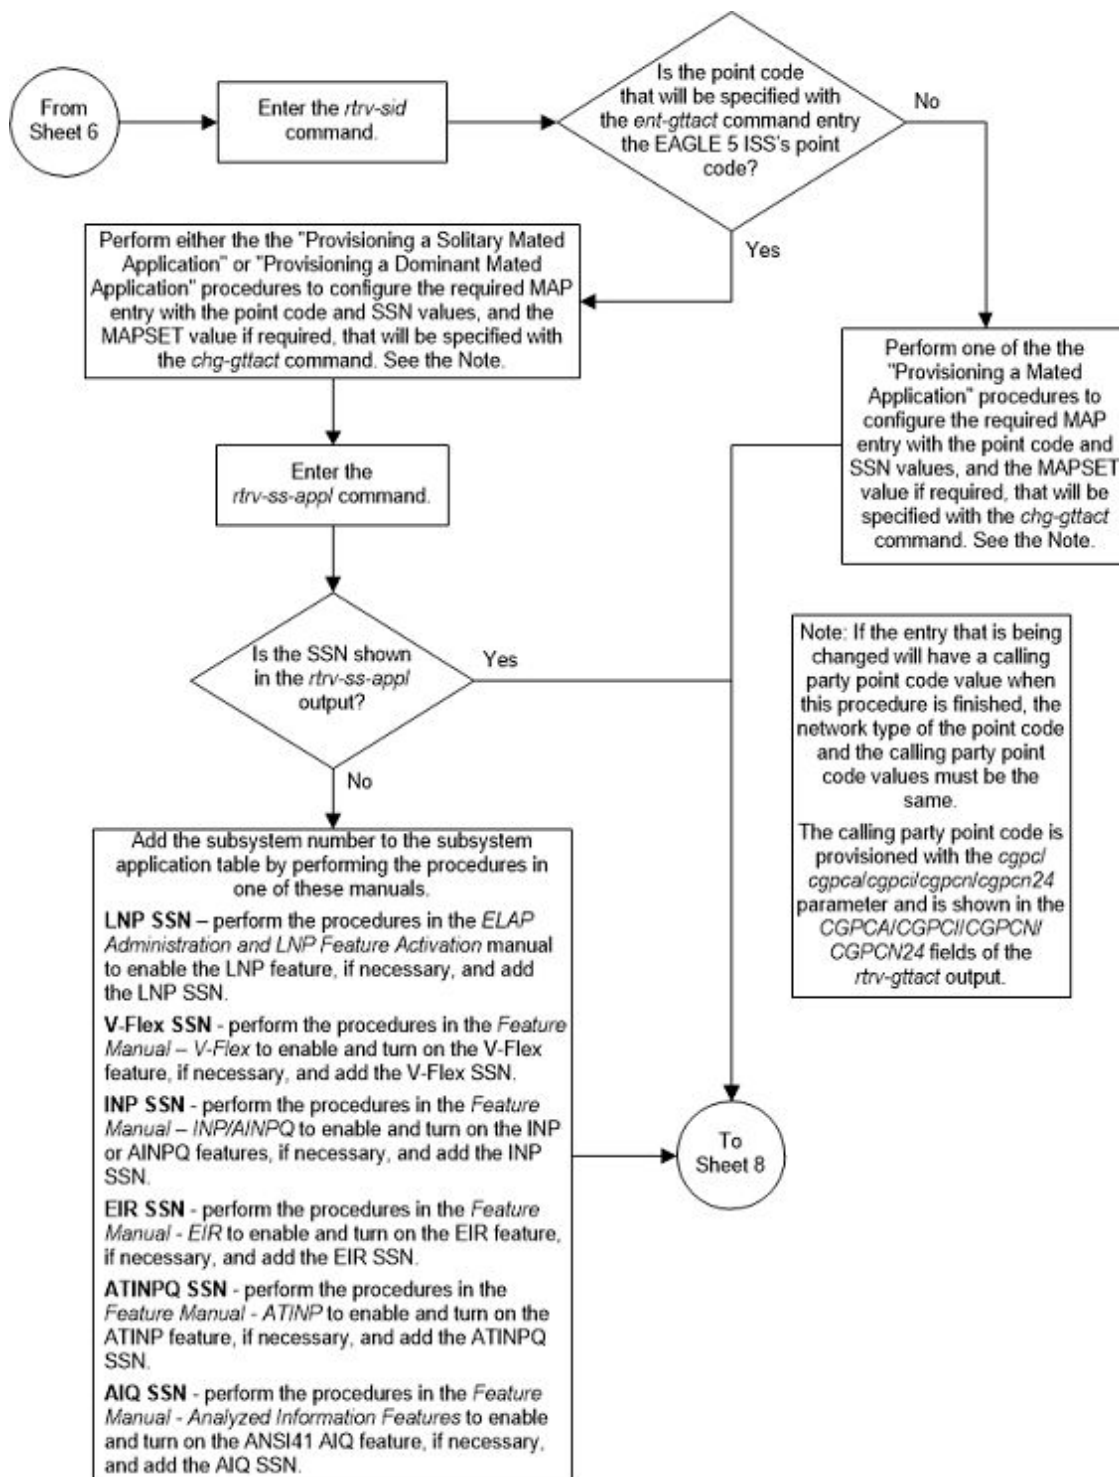 From
Sheet 6
Enter the rtrv-sid
command.
Is the point code
that will be specified with
the ent-gttact command entry
the EAGLE 5 ISS's point
code?
No
Yes
Perform either the the "Provisioning a Solitary Mated
Application" or "Provisioning a Dominant Mated
Application" procedures to configure the required MAP
entry with the point code and SSN values, and the
MAPSET value if required, that will be specified with
the chg-gttact command. See the Note.
Perform one of the the
"Provisioning a Mated
Application" procedures to
configure the required MAP
entry with the point code and
SSN values, and the MAPSET
value if required, that will be
specified with the chg-gttact
command. See the Note.
Enter the
rtrv-ss-appl command.
Is the SSN shown
in the rtrv-ss-appl
output?
Yes
No
Note: If the entry that is being
changed will have a calling
party point code value when
this procedure is finished, the
network type of the point code
and the calling party point
code values must be the
same.
The calling party point code is
provisioned with the cgpc/
cgpca/cgpci/cgpcn/cgpcn24
parameter and is shown in the
CGPCA/CGPCI/CGPCN/
CGPCN24 fields of the
rtrv-gttact output.
Add the subsystem number to the subsystem
application table by performing the procedures in
one of these manuals.
LNP SSN – perform the procedures in the ELAP
Administration and LNP Feature Activation manual
to enable the LNP feature, if necessary, and add
the LNP SSN.
V-Flex SSN - perform the procedures in the Feature
Manual – V-Flex to enable and turn on the V-Flex
feature, if necessary, and add the V-Flex SSN.
INP SSN - perform the procedures in the Feature
Manual – INP/AINPQ to enable and turn on the INP
or AINPQ features, if necessary, and add the INP
SSN.
EIR SSN - perform the procedures in the Feature
Manual - EIR to enable and turn on the EIR feature,
if necessary, and add the EIR SSN.
ATINPQ SSN - perform the procedures in the
Feature Manual - ATINP to enable and turn on the
ATINP feature, if necessary, and add the ATINPQ
SSN.
AIQ SSN - perform the procedures in the Feature
Manual - Analyzed Information Features to enable
and turn on the ANSI41 AIQ feature, if necessary,
and add the AIQ SSN.
To
Sheet 8